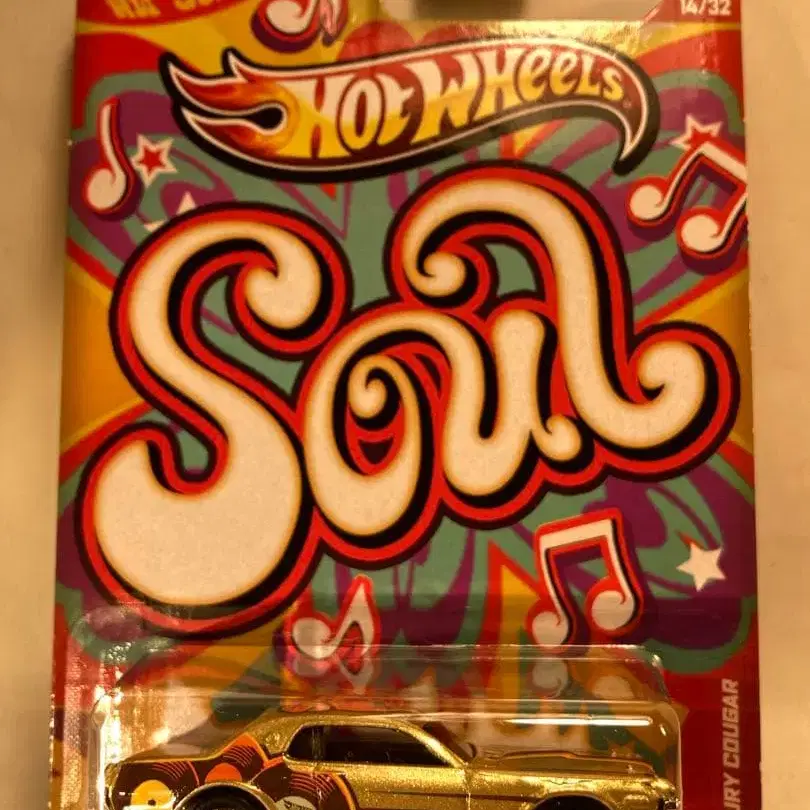 14/32
HOT WHEELS
Soul
RY COUGAR